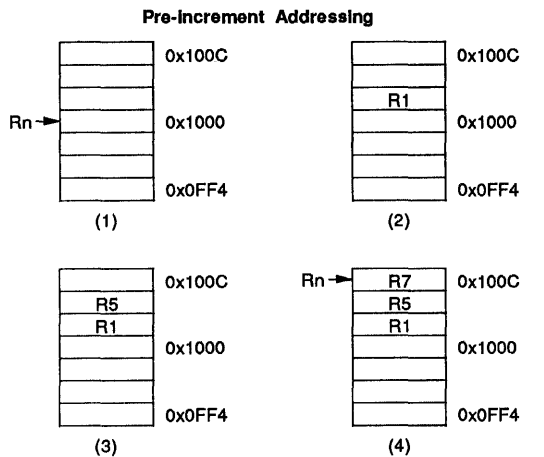 Pre-increment Addressing
0x100C
Rn
0x1000
0x0FF4
(1)
0x100C
R1
0x1000
0x0FF4
(2)
0x100C
R5
R1
0x1000
0x0FF4
(3)
Rn
R7
0x100C
R5
R1
0x1000
0x0FF4
(4)